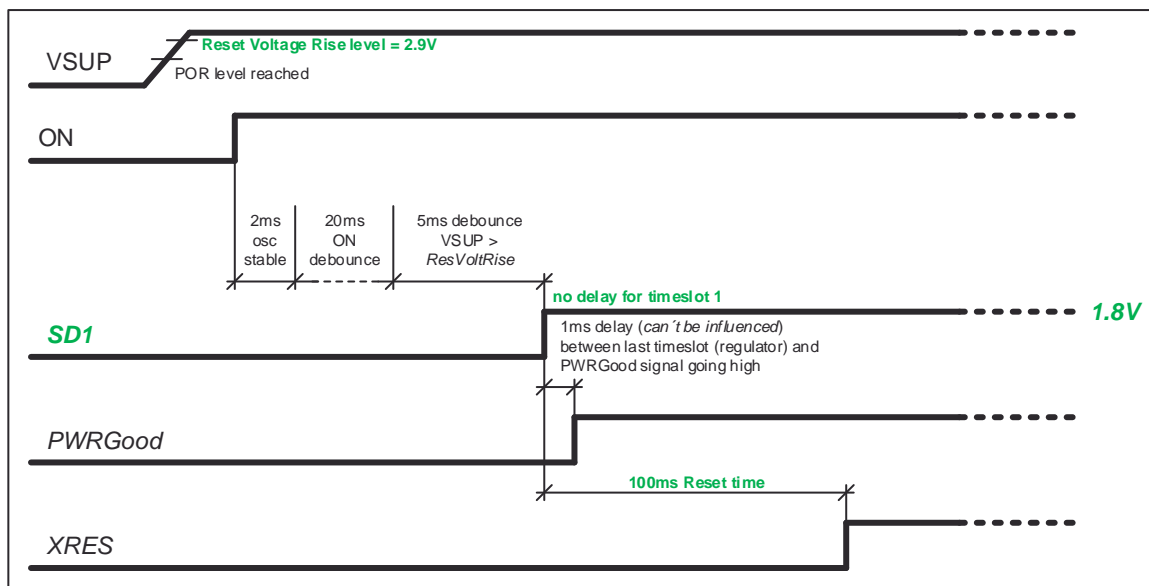 VSUP
Reset Voltage Rise level = 2.9V
POR level reached
ON
2ms
osc
stable
20ms
ON
debounce
5ms debounce
VSUP >
ResVoltRise
no delay for timeslot 1
SD1
1.8V
1ms delay (can´t be influenced)
between last timeslot (regulator) and
PWRGood signal going high
PWRGood
100ms Reset time
XRES